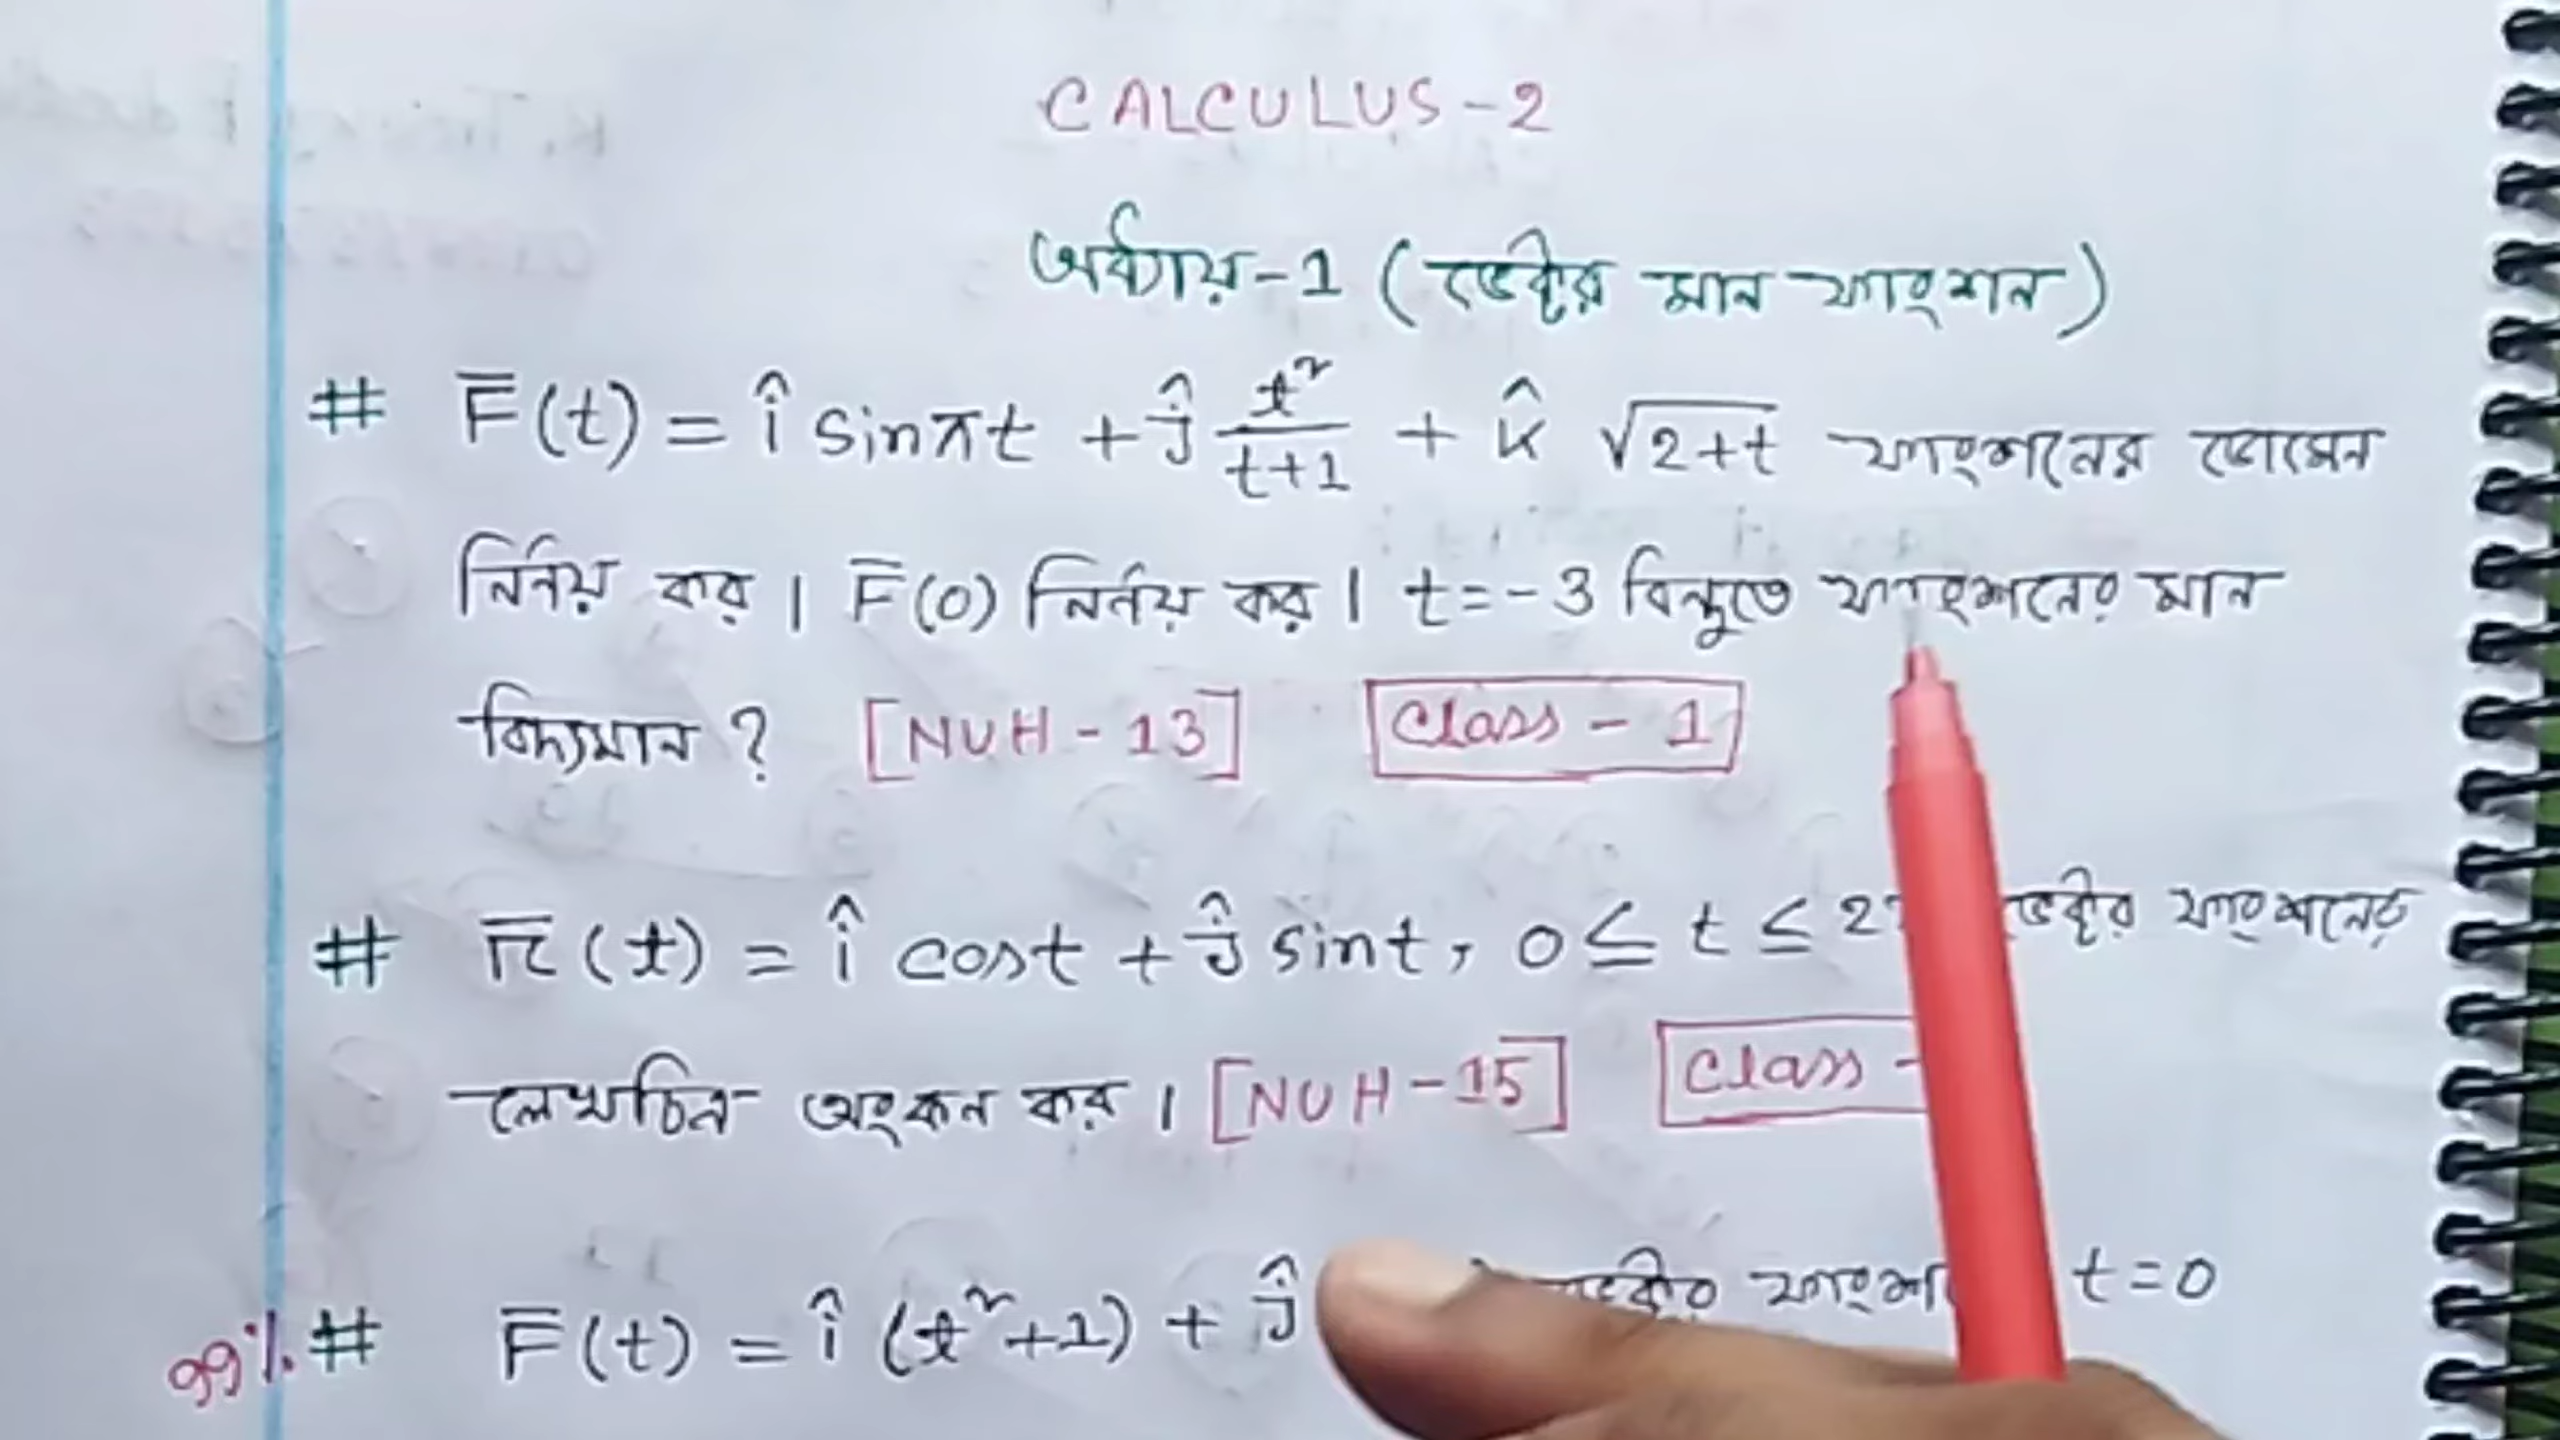 CALCULUS-2
অধ্যায়-1 (ভেক্টর মান ফাংশন)
# F̅(t) = î sinπt + ĵ t²/(t+1) + k̂ √(2+t) ফাংশনের ডোমেন
নির্ণয় কর। F̅(0) নির্ণয় কর। t=-3 বিন্দুতে ফাংশনের মান
বিদ্যমান? [NUH-13] Class-1
# r̅(t) = î cost + ĵ sint, 0 ≤ t ≤ 2 ভেক্টর ফাংশনের
লেখচিত্র অংকন কর। [NUH-15] Class -
99% # F̅(t) = î (t²+1) + ĵ t=0